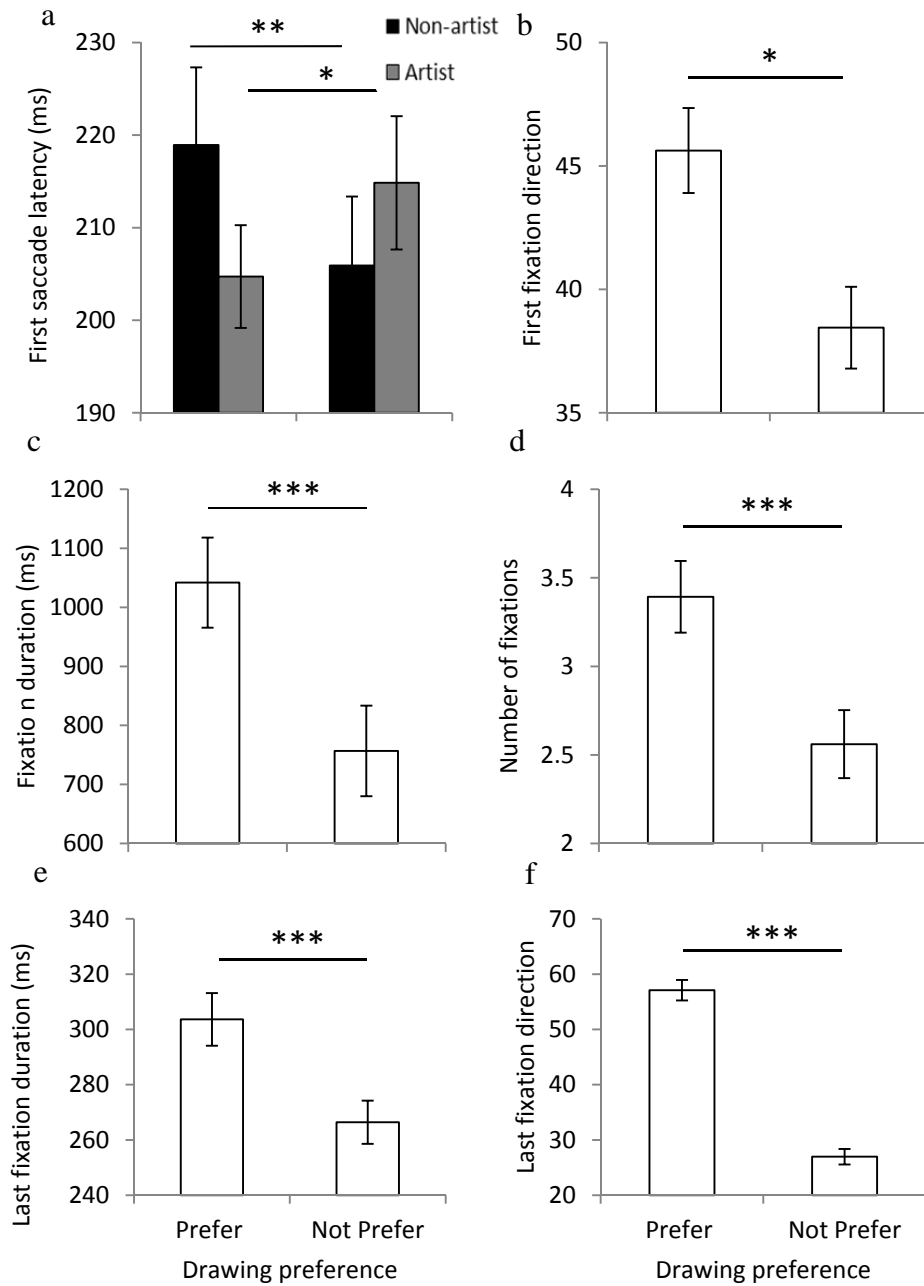 a
230
220
210
200
190
First saccade latency (ms)
**
*
Non-artist
Artist
b
50
45
40
35
First fixation direction
*
c
1200
1100
1000
900
800
700
600
Fixatio n duration (ms)
***
d
4
3.5
3
2.5
2
Number of fixations
***
e
340
320
300
280
260
240
Last fixation duration (ms)
***
Prefer Not Prefer
Drawing preference
f
70
60
50
40
30
20
Last fixation direction
***
Prefer Not Prefer
Drawing preference